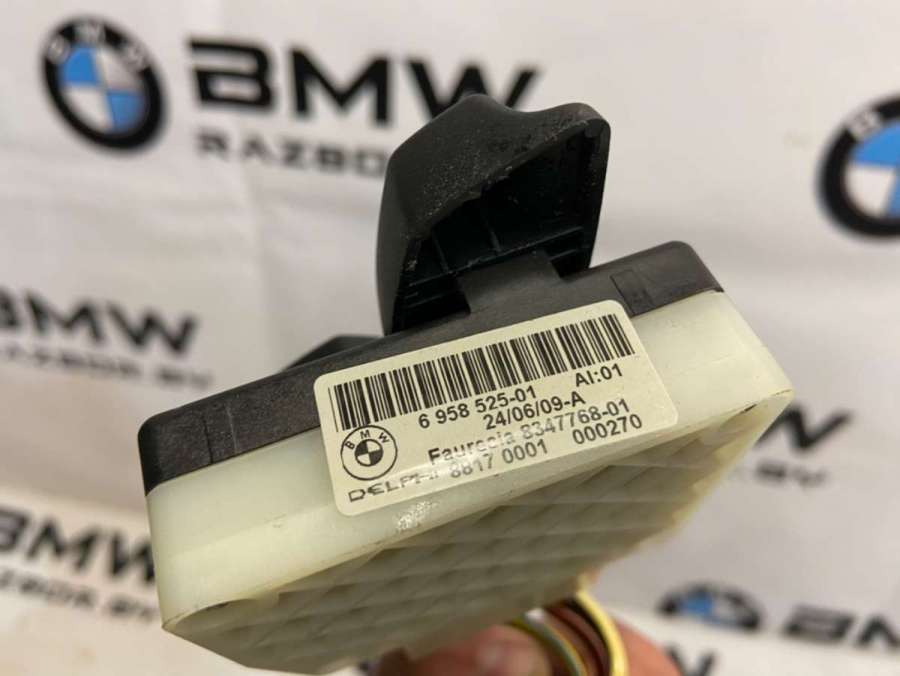 BMW
BMW
RAZBOR
BMW
6 958 525-01 AI:01
24/06/09-A
BMW
Faurecia 8347768-01
DELPHI 8817 0001 000270
BMW
BMW